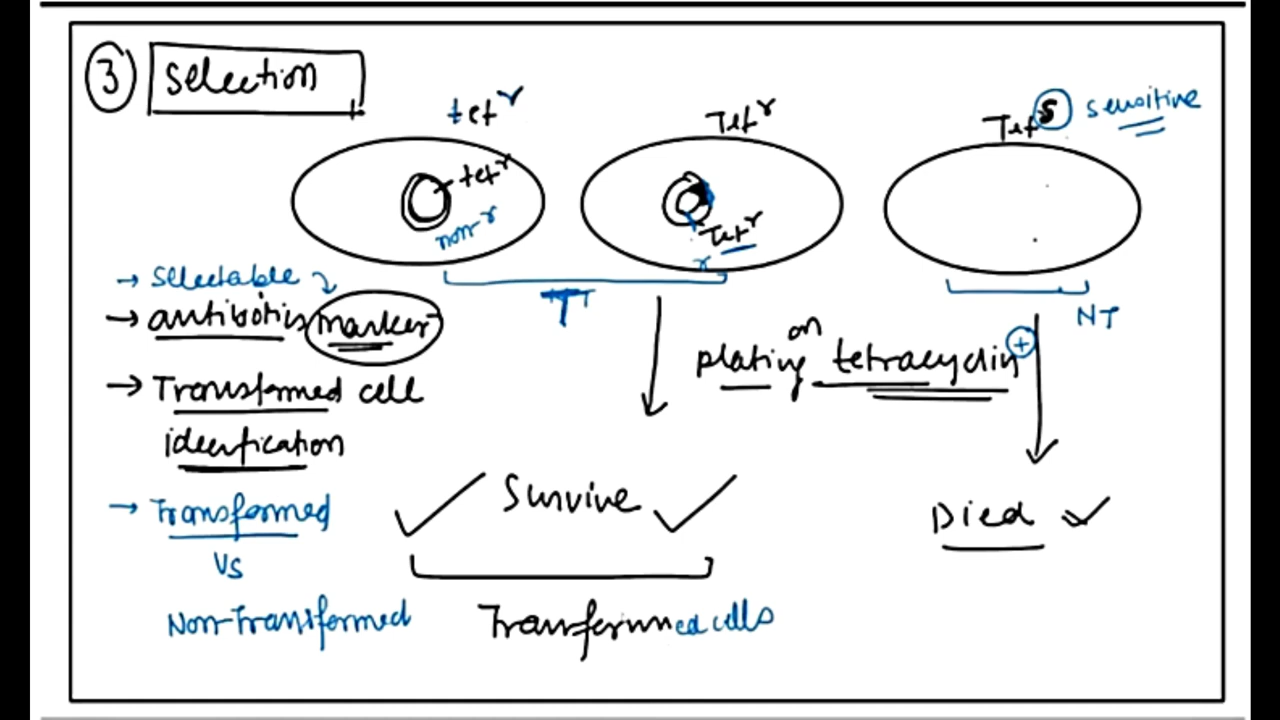 3 Selection
tet^r
Tet^r
Tet^S sensitive
tet^r
non^r
Tet^r
r
→ Selectable
→ antibiotics marker
T
NT
plating on tetracyclin +
→ Transformed cell
identification
Survive
Died
→ Transformed
vs
Non-Transformed
Transformed cells